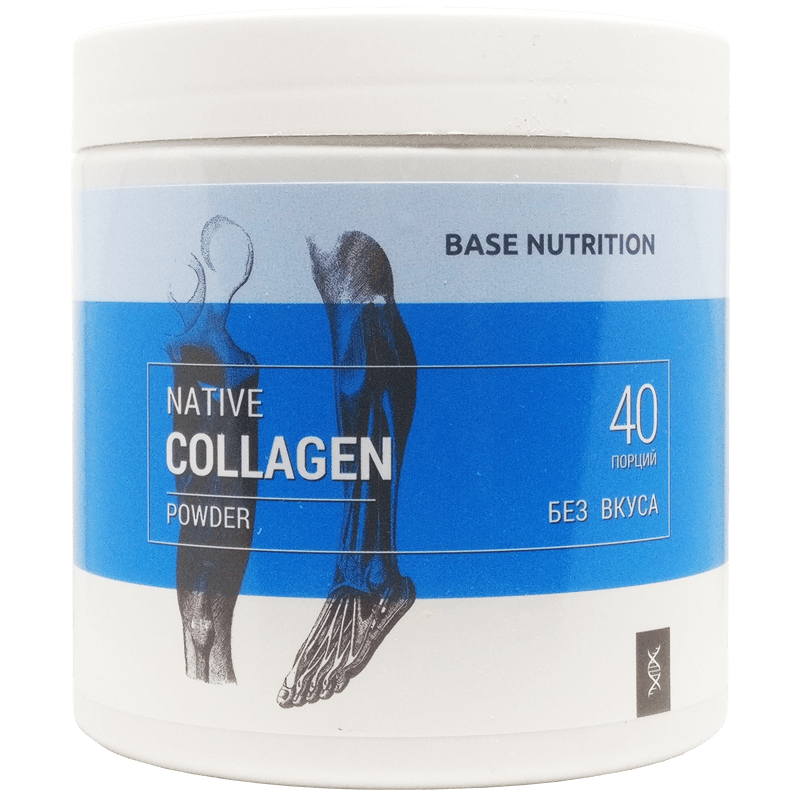 BASE NUTRITION
NATIVE
COLLAGEN
POWDER
40
ПОРЦИЙ
БЕЗ ВКУСА